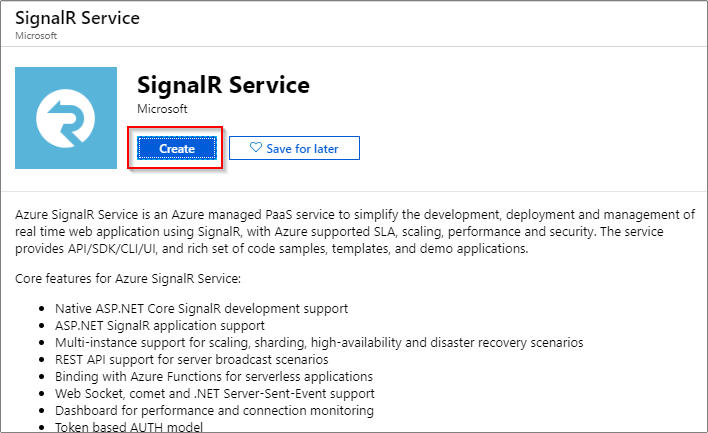 SignalR Service
Microsoft
SignalR Service
Microsoft
Create
Save for later
Azure SignalR Service is an Azure managed PaaS service to simplify the development, deployment and management of
real time web application using SignalR, with Azure supported SLA, scaling, performance and security. The service
provides API/SDK/CLI/UI, and rich set of code samples, templates, and demo applications.
Core features for Azure SignalR Service:
Native ASP.NET Core SignalR development support
ASP.NET SignalR application support
Multi-instance support for scaling, sharding, high-availability and disaster recovery scenarios
REST API support for server broadcast scenarios
Binding with Azure Functions for serverless applications
Web Socket, comet and .NET Server-Sent-Event support
Dashboard for performance and connection monitoring
Token based AUTH model